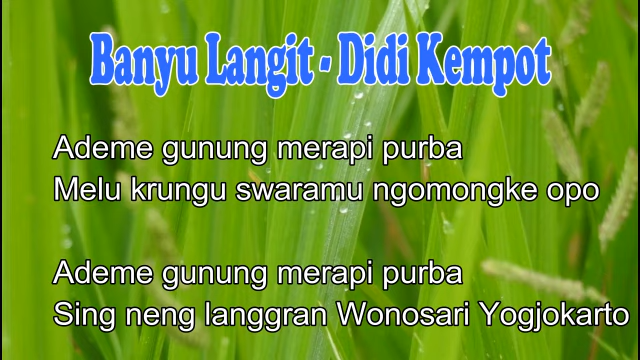 Banyu Langit - Didi Kempot
Ademe gunung merapi purba
Melu krungu swaramu ngomongke opo
Ademe gunung merapi purba
Sing neng langgran Wonosari Yogjokarto